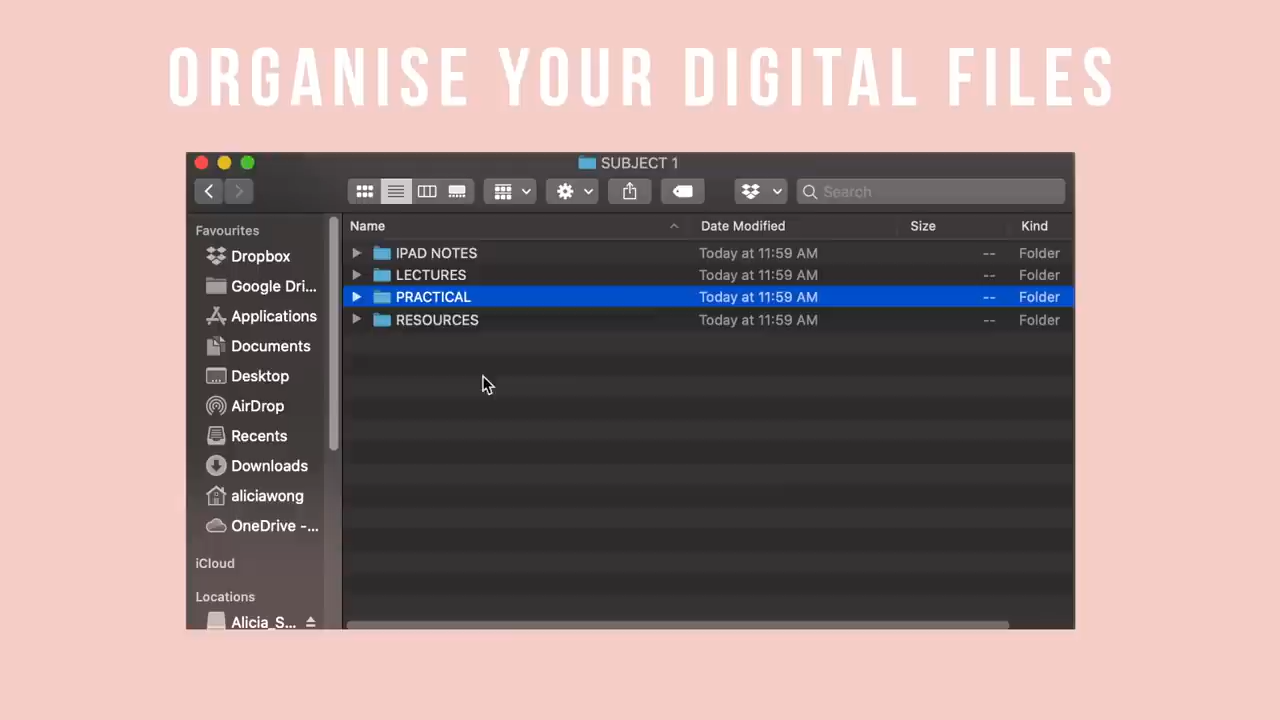 ORGANISE YOUR DIGITAL FILES
SUBJECT 1
Search
Favourites
Dropbox
Google Dri...
Applications
Documents
Desktop
AirDrop
Recents
Downloads
aliciawong
OneDrive -...
iCloud
Locations
Alicia_S...
Name Date Modified Size Kind
IPAD NOTES Today at 11:59 AM -- Folder
LECTURES Today at 11:59 AM -- Folder
PRACTICAL Today at 11:59 AM -- Folder
RESOURCES Today at 11:59 AM -- Folder